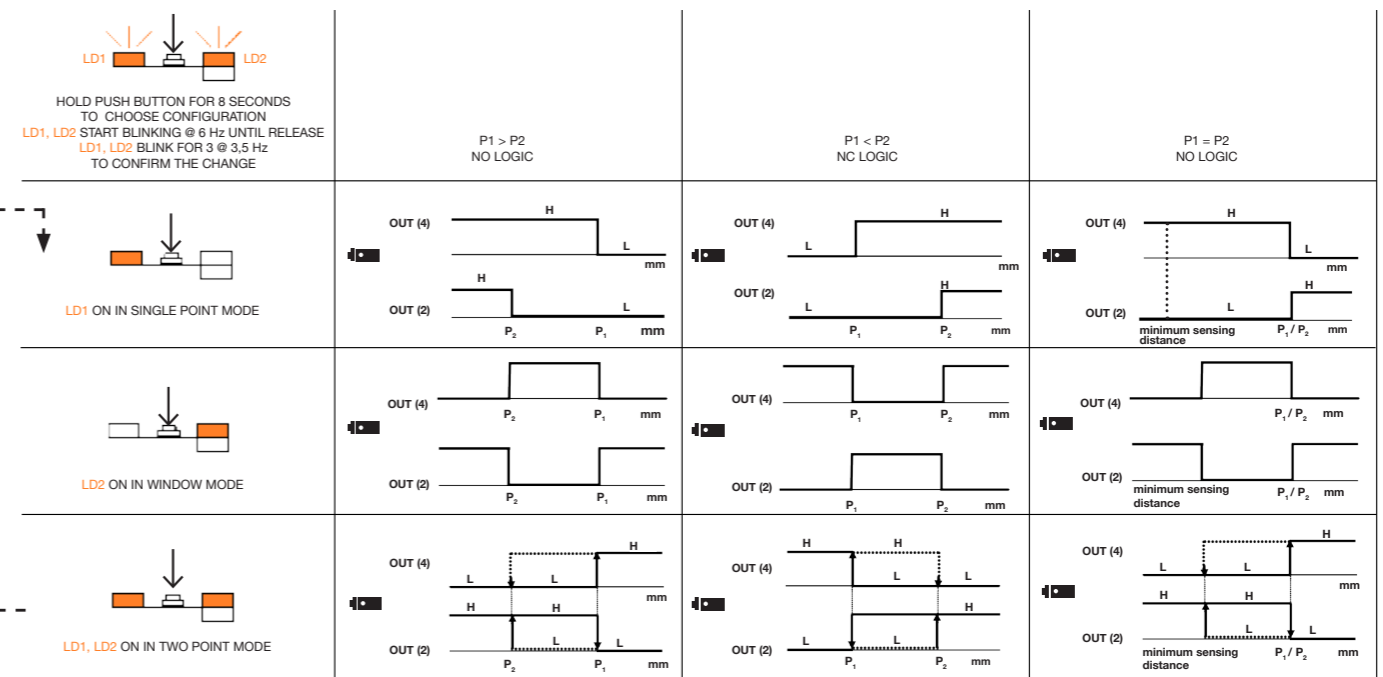 LD1 LD2
HOLD PUSH BUTTON FOR 8 SECONDS
TO CHOOSE CONFIGURATION
LD1, LD2 START BLINKING @ 6 Hz UNTIL RELEASE
LD1, LD2 BLINK FOR 3 @ 3,5 Hz
TO CONFIRM THE CHANGE
P1 > P2
NO LOGIC
P1 < P2
NC LOGIC
P1 = P2
NO LOGIC
LD1 ON IN SINGLE POINT MODE
OUT (4)
H
L
mm
OUT (2)
H
L
P2 P1 mm
OUT (4)
L
H
mm
OUT (2)
L
H
P1 P2 mm
OUT (4)
H
L
mm
OUT (2)
L
H
minimum sensing
distance
P1 / P2 mm
LD2 ON IN WINDOW MODE
OUT (4)
P2 P1 mm
OUT (2)
P2 P1 mm
OUT (4)
P1 P2 mm
OUT (2)
P1 P2 mm
OUT (4)
P1 / P2 mm
OUT (2)
minimum sensing
distance
P1 / P2 mm
LD1, LD2 ON IN TWO POINT MODE
OUT (4)
H
L L
mm
H H
L L
OUT (2)
P2 P1 mm
OUT (4)
H H
L L
H
L L
OUT (2)
P1 P2 mm
OUT (4)
H
L L
mm
H H
L L
OUT (2)
minimum sensing
distance
P1 / P2 mm